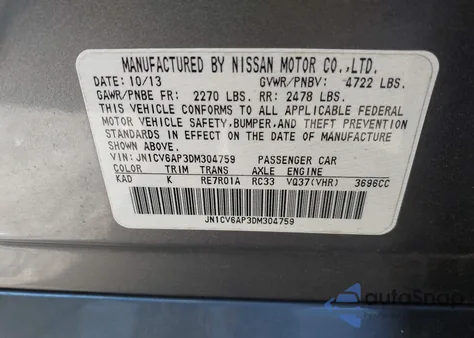 MANUFACTURED BY NISSAN MOTOR CO.,LTD.
DATE: 10/13 GVWR/PNBV: 4722 LBS.
GAWR/PNBE FR: 2270 LBS. RR: 2478 LBS.
THIS VEHICLE CONFORMS TO ALL APPLICABLE FEDERAL
MOTOR VEHICLE SAFETY,BUMPER,AND THEFT PREVENTION
STANDARDS IN EFFECT ON THE DATE OF MANUFACTURE
SHOWN ABOVE.
VIN: JN1CV6AP3DM304759 PASSENGER CAR
COLOR TRIM TRANS AXLE ENGINE
KAD K RE7R01A RC33 VQ37(VHR) 3696CC
JN1CV6AP3DM304759
autoSnap